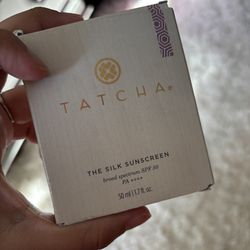 TATCHA®
THE SILK SUNSCREEN
broad spectrum SPF 50
PA ++++
50 ml | 1.7 fl. oz.